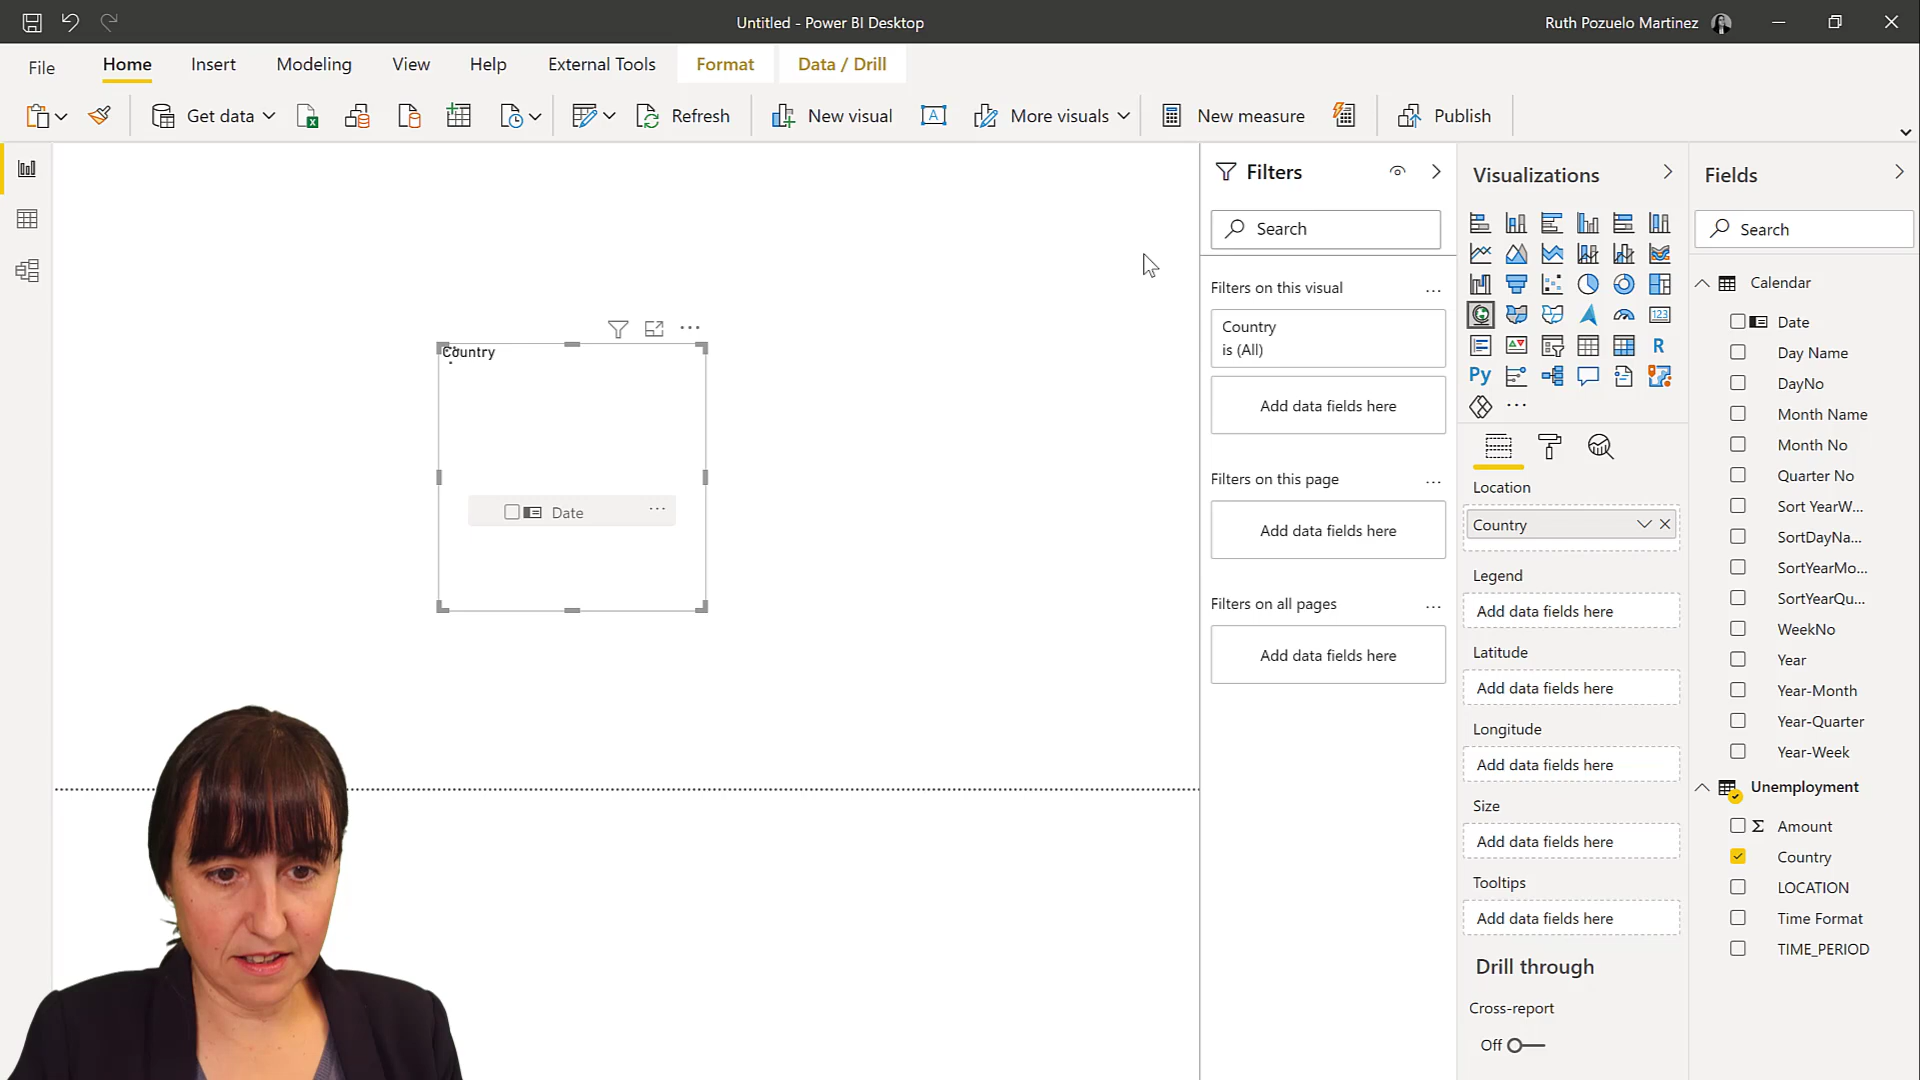 Untitled - Power BI Desktop
Ruth Pozuelo Martinez
File Home Insert Modeling View Help External Tools Format Data / Drill
Get data Refresh New visual A More visuals New measure Publish
Country
Date
Filters
Search
Filters on this visual ...
Country
is (All)
Add data fields here
Filters on this page ...
Add data fields here
Filters on all pages ...
Add data fields here
Visualizations
123
R
Py
...
Location
Country
Legend
Add data fields here
Latitude
Add data fields here
Longitude
Add data fields here
Size
Add data fields here
Tooltips
Add data fields here
Drill through
Cross-report
Off
Fields
Search
Calendar
Date
Day Name
DayNo
Month Name
Month No
Quarter No
Sort YearW...
SortDayNa...
SortYearMo...
SortYearQu...
WeekNo
Year
Year-Month
Year-Quarter
Year-Week
Unemployment
Σ Amount
Country
LOCATION
Time Format
TIME_PERIOD